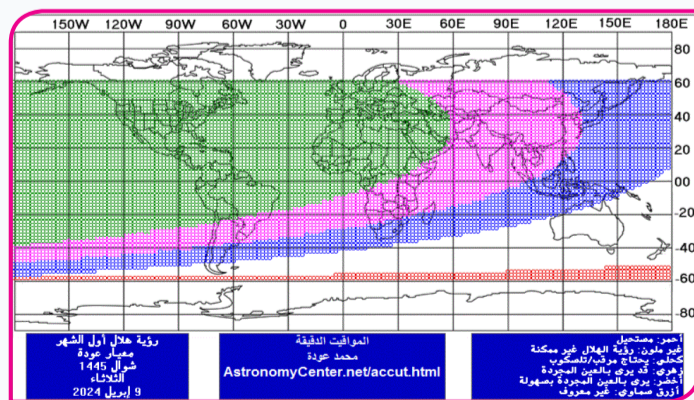 150W 120W 90W 60W 30W 0 30E 60E 90E 120E 150E 180E
80
60
40
20
00
-20
-40
-60
-80
رؤية هلال أول الشهر
معيار عودة
شوال 1445
الثلاثاء
9 إبريل 2024
المواقيت الدقيقة
محمد عودة
AstronomyCenter.net/accut.html
أحمر: مستحيل
غير ملون: رؤية الهلال غير ممكنة
كحلي: يحتاج مرقب/تلسكوب
زهري: قد يرى بالعين المجردة
أخضر: يرى بالعين المجردة بصهولة
أزرق سماوي: غير معروف